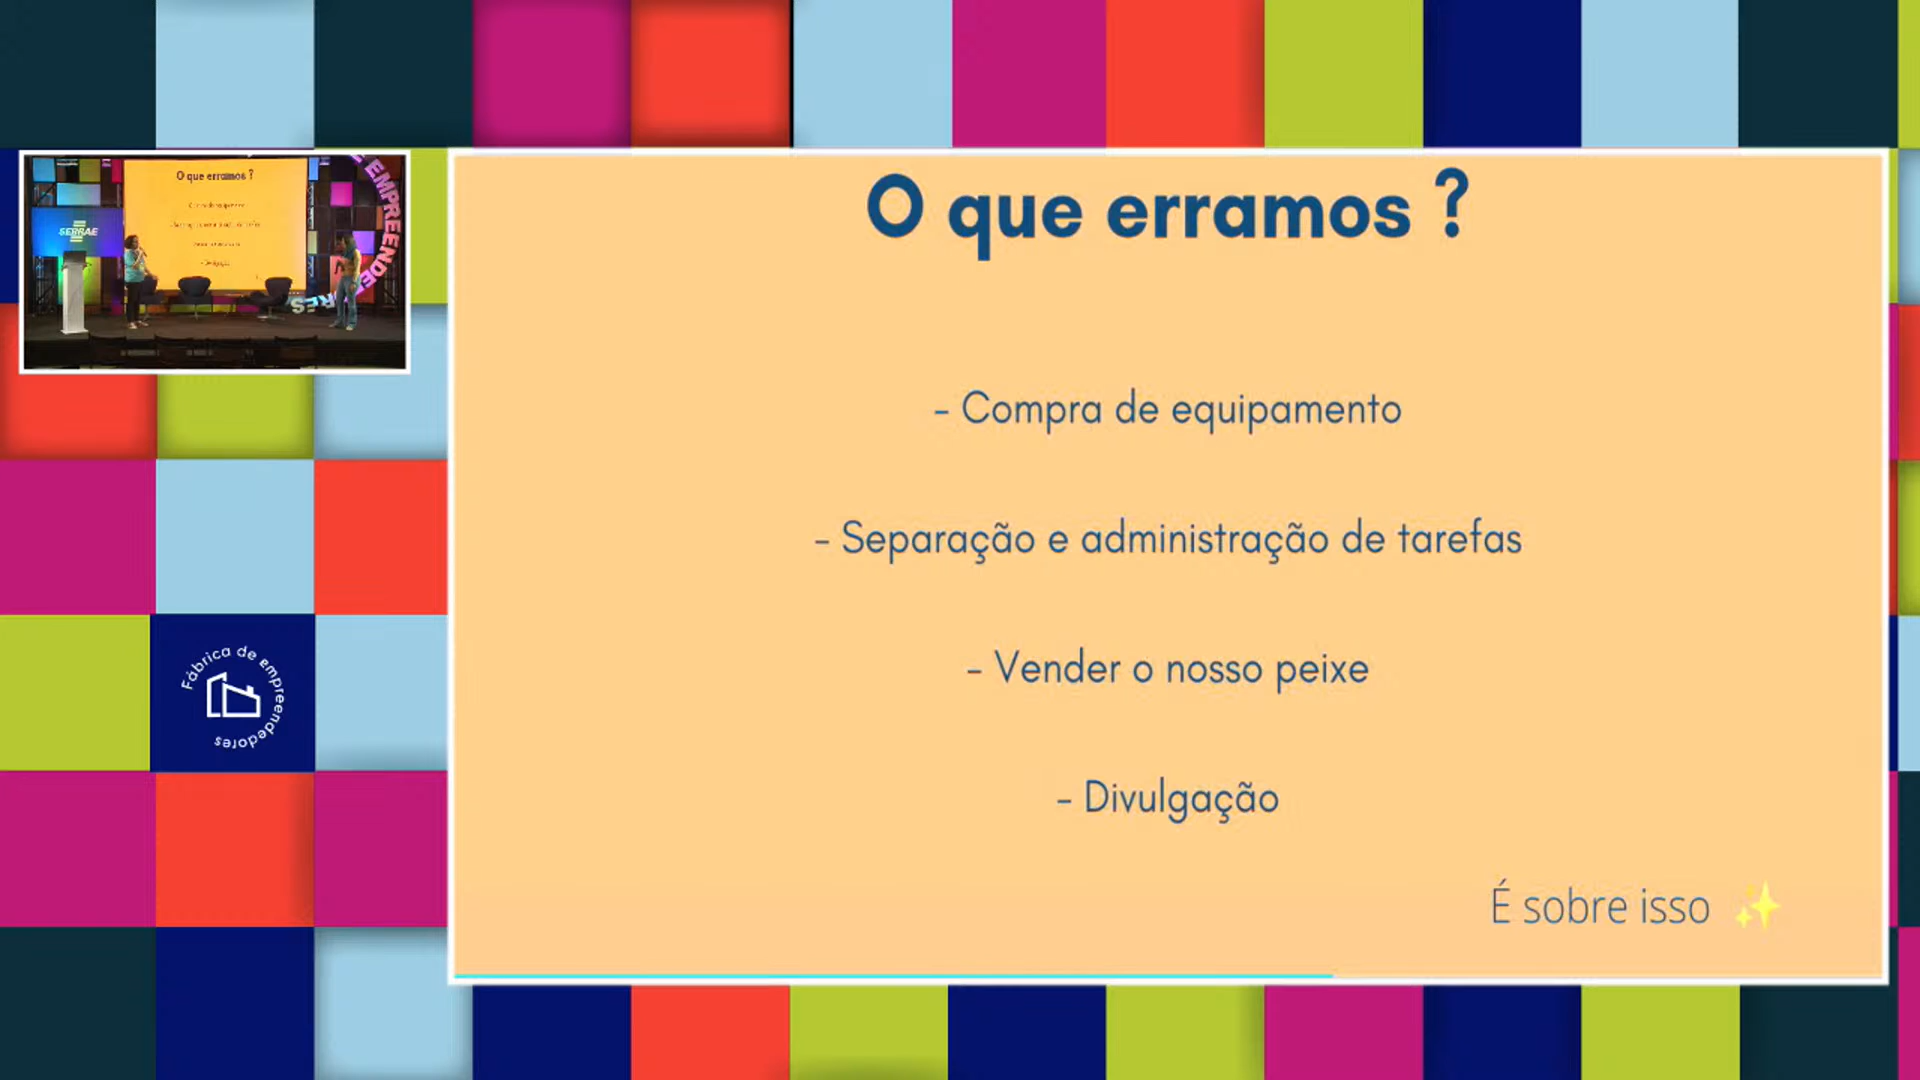 O que erramos ?
SEBRAE
EMPREENDEDORES
O que erramos ?
- Compra de equipamento
- Separação e administração de tarefas
- Vender o nosso peixe
- Divulgação
É sobre isso ✨
Fábrica de empreendedores